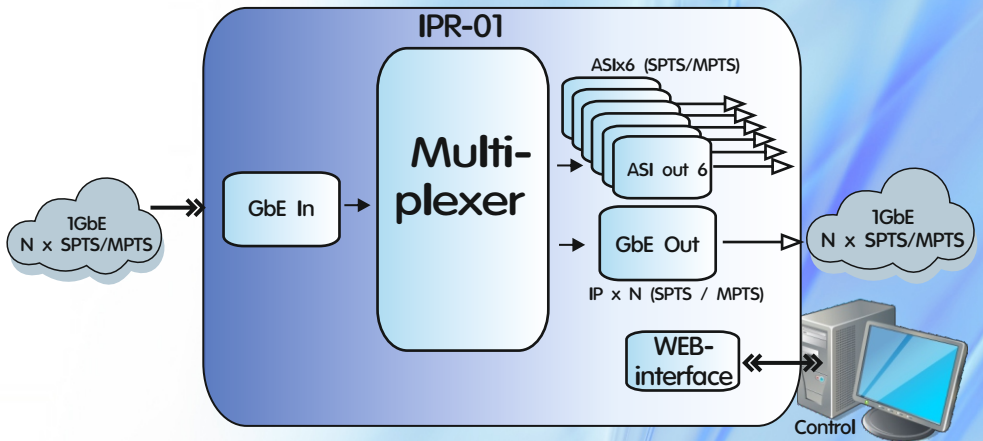 IPR-01
ASIx6 (SPTS/MPTS)
Multi-
plexer
ASI out 6
GbE In
1GbE
N x SPTS/MPTS
GbE Out
1GbE
N x SPTS/MPTS
IP x N (SPTS / MPTS)
WEB-
interface
Control